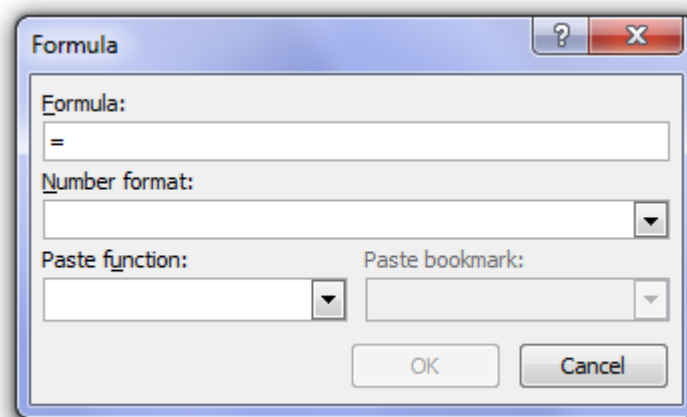 Formula
Formula:
=
Number format:
Paste function: Paste bookmark:
OK Cancel